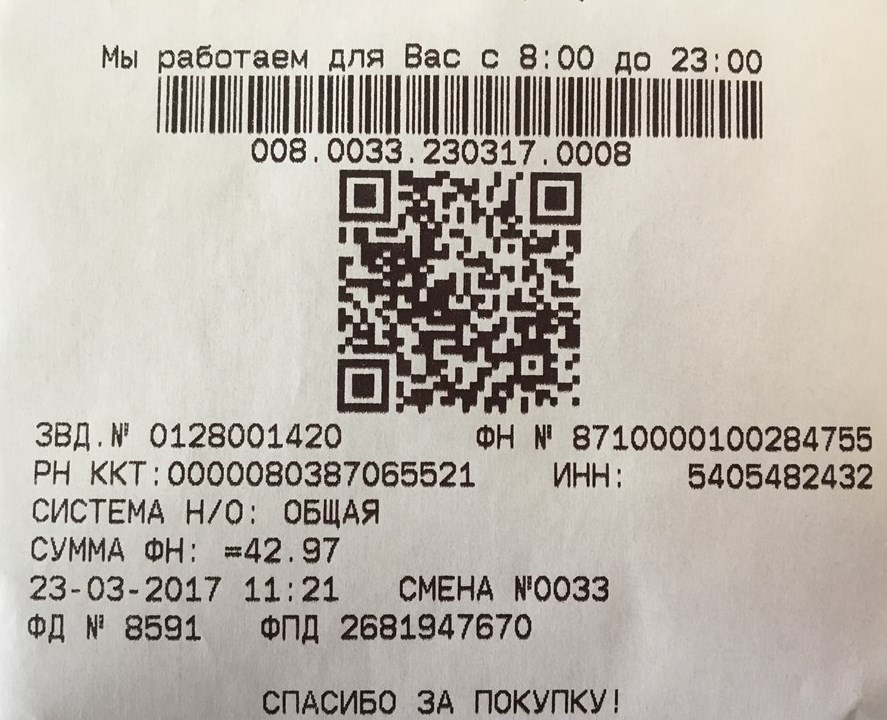 Мы работаем для Вас с 8:00 до 23:00
008.0033.230317.0008
ЗВД.№ 0128001420 ФН № 8710000100284755
РН ККТ:0000080387065521 ИНН: 5405482432
СИСТЕМА Н/О: ОБЩАЯ
СУММА ФН: =42.97
23-03-2017 11:21 СМЕНА №0033
ФД № 8591 ФПД 2681947670
СПАСИБО ЗА ПОКУПКУ!